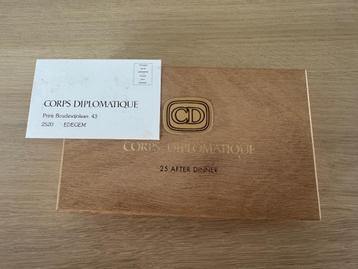 CORPS DIPLOMATIQUE
Prins Boudewijnlaan 43
2520 EDEGEM
CD
CORPS DIPLOMATIQUE
25 AFTER DINNER